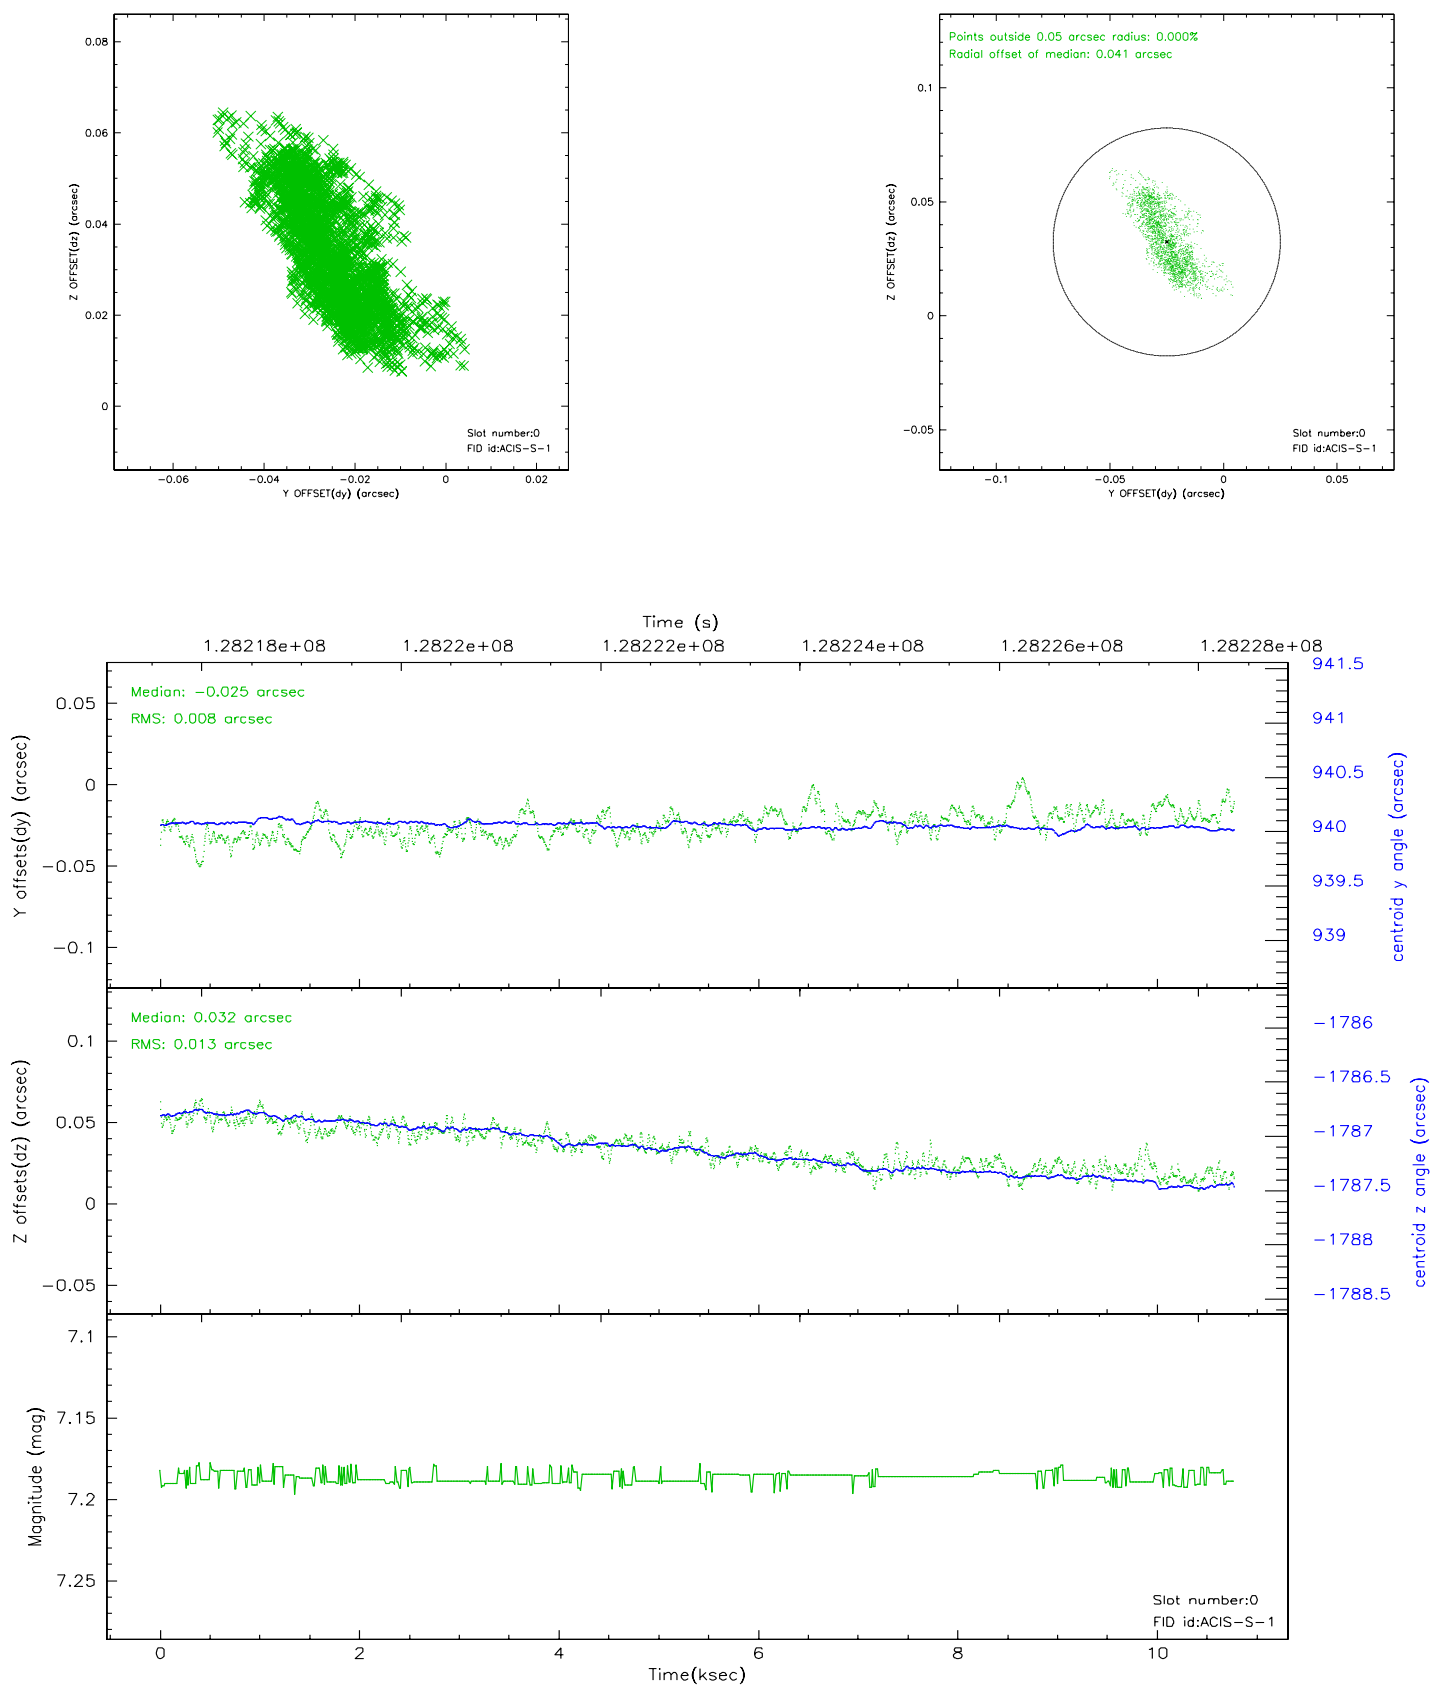 0.08
0.06
0.04
0.02
0
Z OFFSET(dz) (arcsec)
Slot number:0
FID id:ACIS-S-1
-0.06 -0.04 -0.02 0 0.02
Y OFFSET(dy) (arcsec)
Points outside 0.05 arcsec radius: 0.000%
Radial offset of median: 0.041 arcsec
0.1
0.05
0
-0.05
Z OFFSET(dz) (arcsec)
Slot number:0
FID id:ACIS-S-1
-0.1 -0.05 0 0.05
Y OFFSET(dy) (arcsec)
Time (s)
1.28218e+08 1.2822e+08 1.28222e+08 1.28224e+08 1.28226e+08 1.28228e+08
Median: -0.025 arcsec
RMS: 0.008 arcsec
0.05
0
-0.05
-0.1
Y offsets(dy) (arcsec)
941.5
941
940.5
940
939.5
939
centroid y angle (arcsec)
Median: 0.032 arcsec
RMS: 0.013 arcsec
0.1
0.05
0
-0.05
Z offsets(dz) (arcsec)
-1786
-1786.5
-1787
-1787.5
-1788
-1788.5
centroid z angle (arcsec)
7.1
7.15
7.2
7.25
Magnitude (mag)
Slot number:0
FID id:ACIS-S-1
0 2 4 6 8 10
Time(ksec)